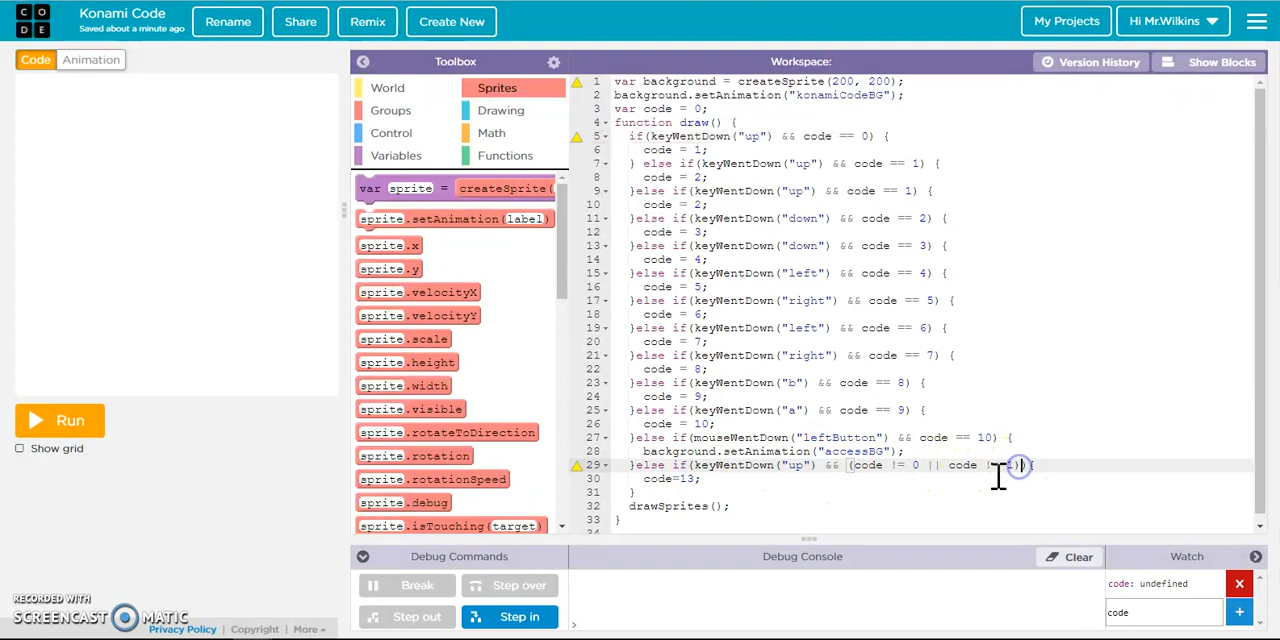 CO
DE
Konami Code
Saved about a minute ago
Rename
Share
Remix
Create New
My Projects
Hi Mr.Wilkins
Code
Animation
Run
Show grid
Toolbox
World
Sprites
Groups
Drawing
Control
Math
Variables
Functions
var sprite = createSprite(
sprite.setAnimation(label)
sprite.x
sprite.y
sprite.velocityX
sprite.velocityY
sprite.scale
sprite.height
sprite.width
sprite.visible
sprite.rotateToDirection
sprite.rotation
sprite.rotationSpeed
sprite.debug
sprite.isTouching(target)
Workspace:
Version History
Show Blocks
1 var background = createSprite(200, 200);
2 background.setAnimation("konamiCodeBG");
3 var code = 0;
4 function draw() {
5 if(keyWentDown("up") && code == 0) {
6 code = 1;
7 } else if(keyWentDown("up") && code == 1) {
8 code = 2;
9 }else if(keyWentDown("up") && code == 1) {
10 code = 2;
11 }else if(keyWentDown("down") && code == 2) {
12 code = 3;
13 }else if(keyWentDown("down") && code == 3) {
14 code = 4;
15 }else if(keyWentDown("left") && code == 4) {
16 code = 5;
17 }else if(keyWentDown("right") && code == 5) {
18 code = 6;
19 }else if(keyWentDown("left") && code == 6) {
20 code = 7;
21 }else if(keyWentDown("right") && code == 7) {
22 code = 8;
23 }else if(keyWentDown("b") && code == 8) {
24 code = 9;
25 }else if(keyWentDown("a") && code == 9) {
26 code = 10;
27 }else if(mouseWentDown("leftButton") && code == 10) {
28 background.setAnimation("accessBG");
29 }else if(keyWentDown("up") && (code != 0 || code ! 1)){
30 code=13;
31 }
32 drawSprites();
33 }
34
Debug Commands
Break
Step over
Step out
Step in
Debug Console
Clear
>
Watch
code: undefined
code
RECORDED WITH
SCREENCAST MATIC
Privacy Policy | Copyright | More